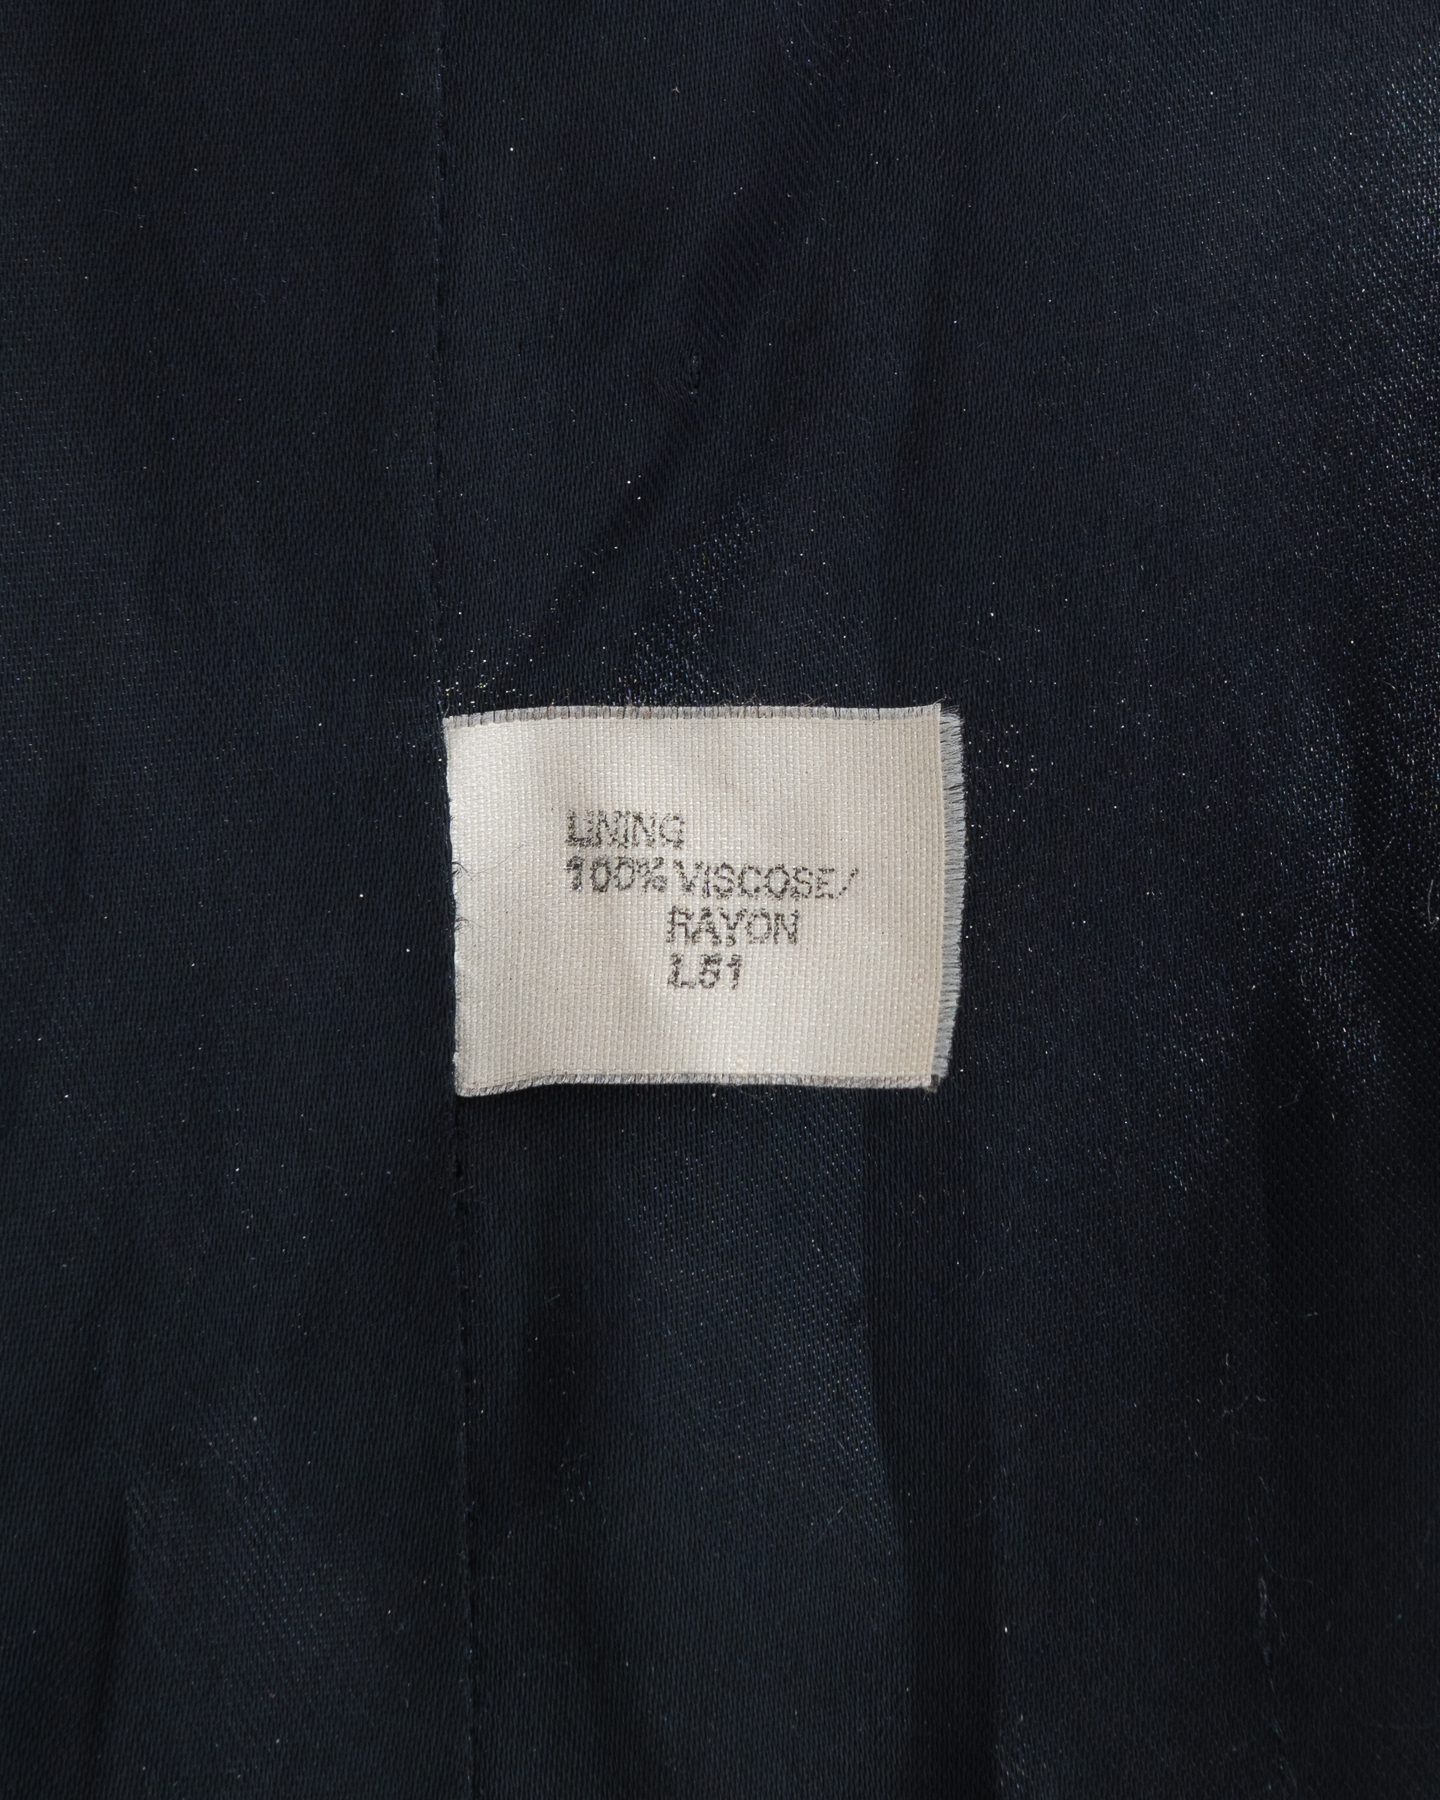 LINING
100% VISCOSE/
RAYON
L51